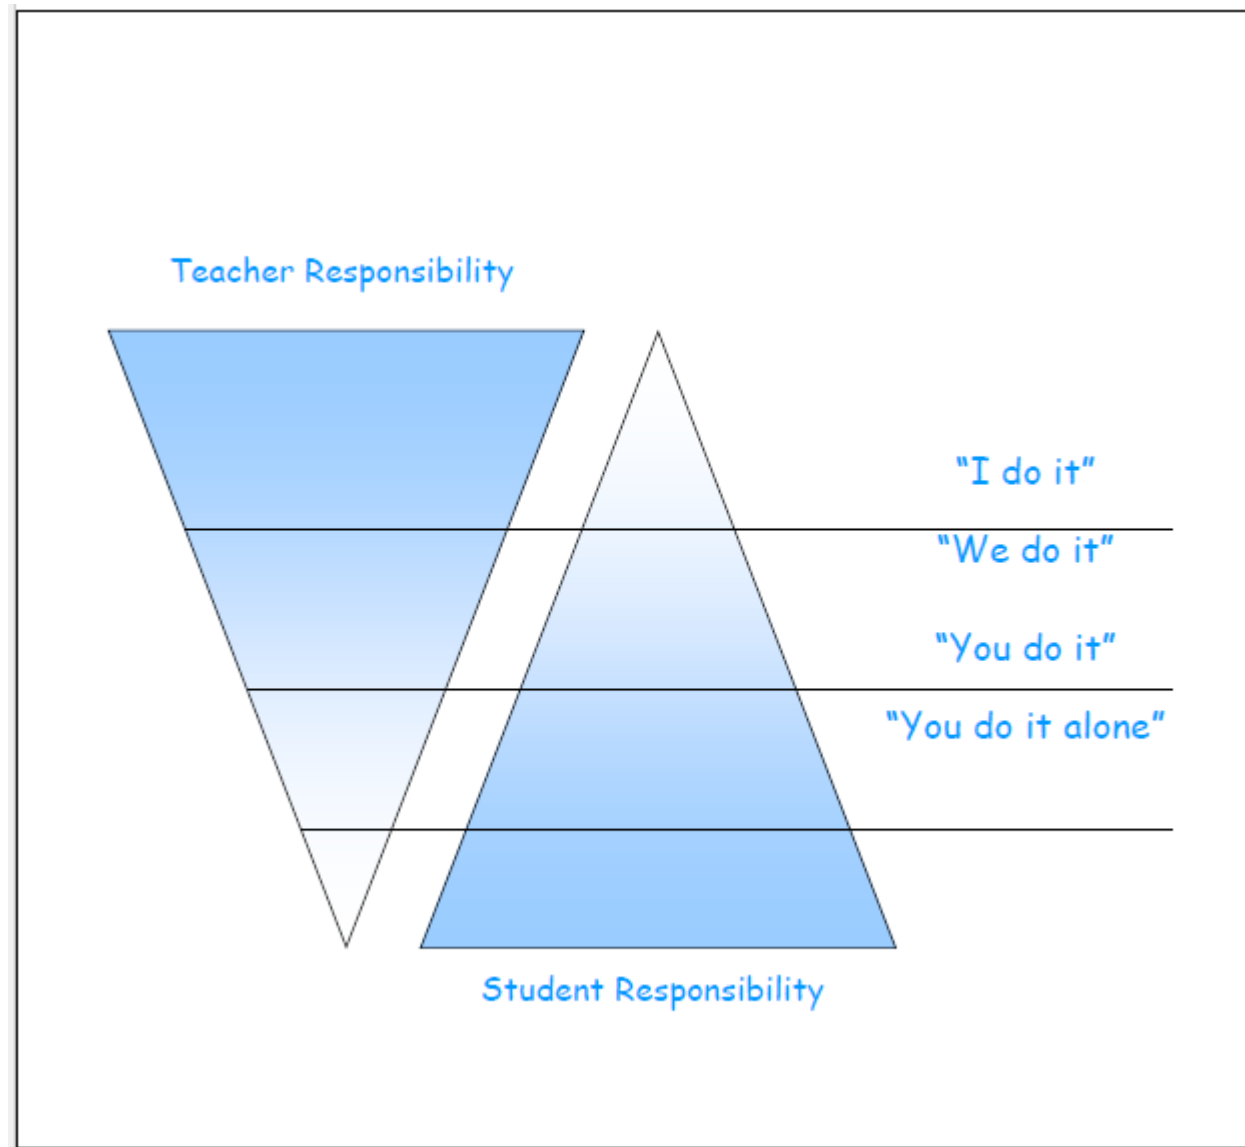 Teacher Responsibility
“I do it”
“We do it”
“You do it”
“You do it alone”
Student Responsibility